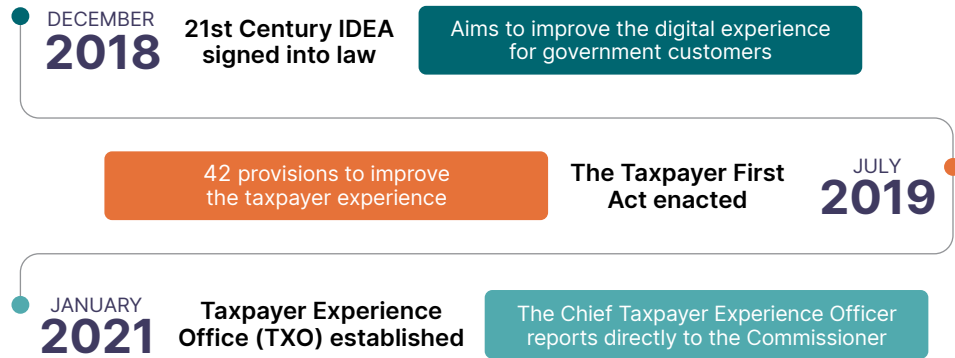 DECEMBER
2018
21st Century IDEA
signed into law
Aims to improve the digital experience
for government customers
42 provisions to improve
the taxpayer experience
The Taxpayer First
Act enacted
JULY
2019
JANUARY
2021
Taxpayer Experience
Office (TXO) established
The Chief Taxpayer Experience Officer
reports directly to the Commissioner